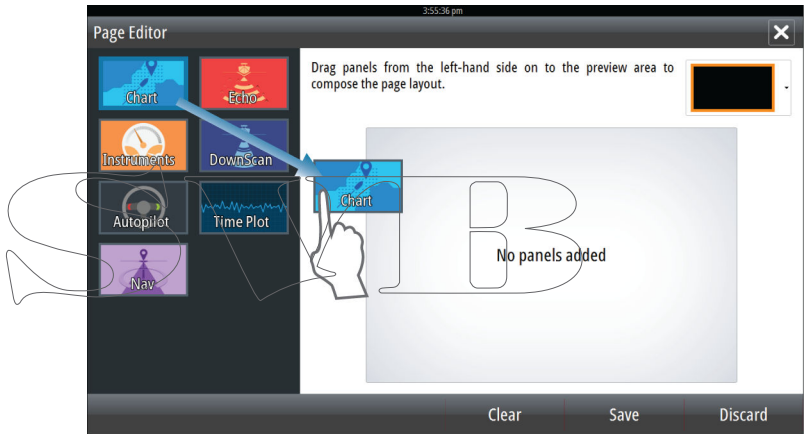 3:55:36 pm
Page Editor
Drag panels from the left-hand side on to the preview area to
compose the page layout.
Chart
Echo
Instruments
DownScan
Autopilot
Time Plot
Nav
Chart
No panels added
Clear
Save
Discard